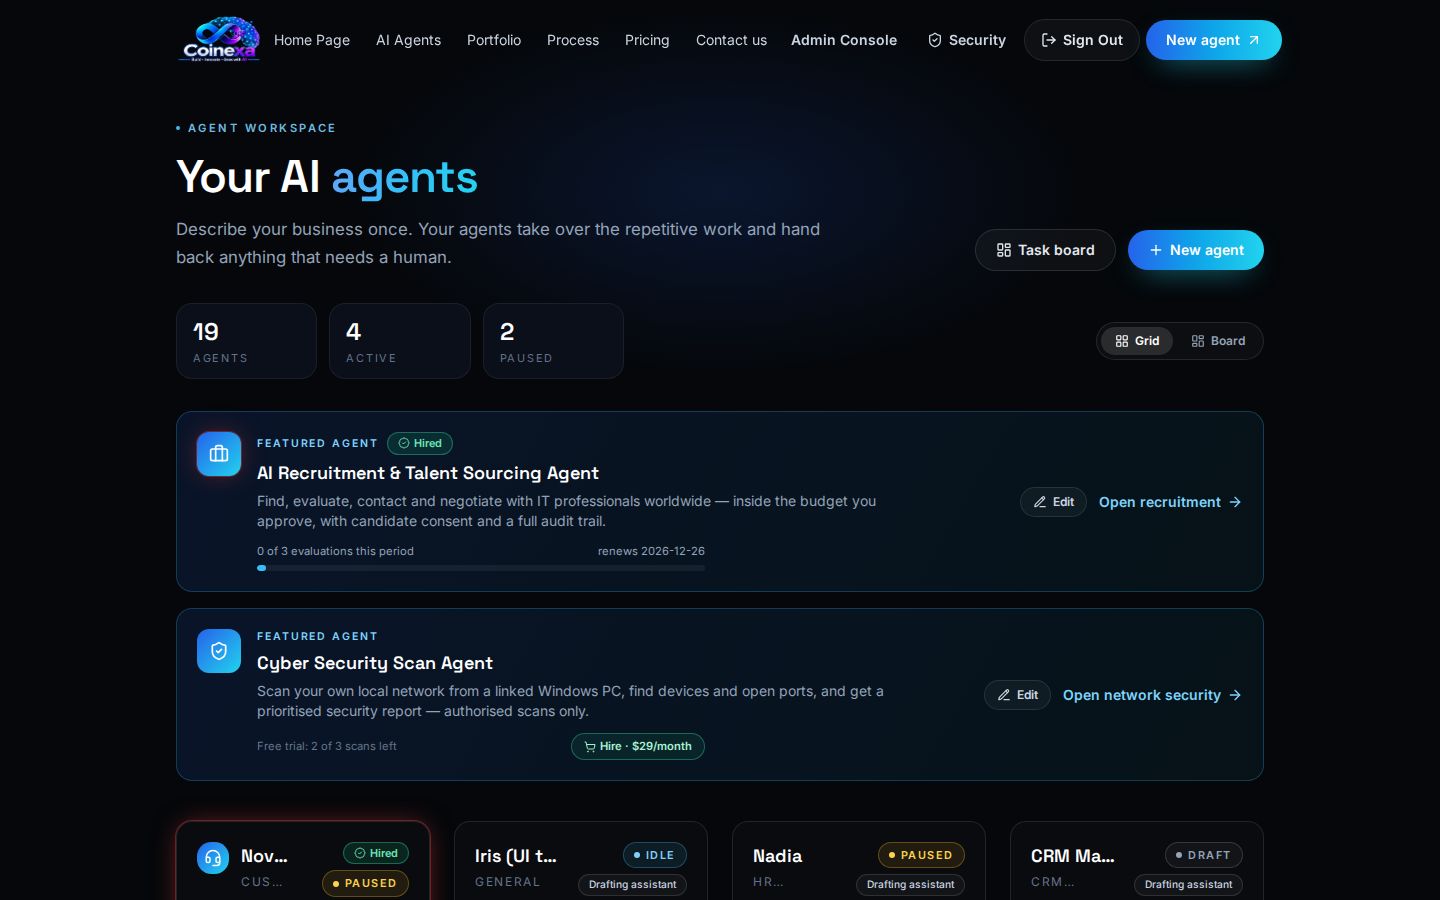 Coinexa
Home Page
AI Agents
Portfolio
Process
Pricing
Contact us
Admin Console
Security
Sign Out
New agent
AGENT WORKSPACE
Your AI agents
Describe your business once. Your agents take over the repetitive work and hand
back anything that needs a human.
Task board
New agent
19
AGENTS
4
ACTIVE
2
PAUSED
Grid
Board
FEATURED AGENT
Hired
AI Recruitment & Talent Sourcing Agent
Find, evaluate, contact and negotiate with IT professionals worldwide — inside the budget you
approve, with candidate consent and a full audit trail.
0 of 3 evaluations this period
renews 2026-12-26
Edit
Open recruitment
FEATURED AGENT
Cyber Security Scan Agent
Scan your own local network from a linked Windows PC, find devices and open ports, and get a
prioritised security report — authorised scans only.
Free trial: 2 of 3 scans left
Hire · $29/month
Edit
Open network security
Nov...
Hired
CUS...
PAUSED
Iris (UI t...
IDLE
GENERAL
Drafting assistant
Nadia
PAUSED
HR...
Drafting assistant
CRM Ma...
DRAFT
CRM...
Drafting assistant